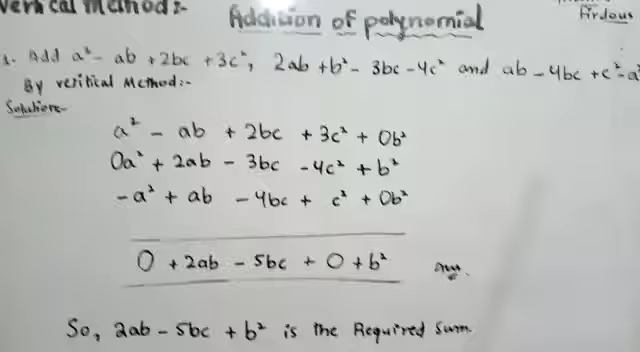 Vertical Method:-
Addition of polynomial
firdous
1. Add a² - ab + 2bc + 3c², 2ab + b² - 3bc - 4c² and ab - 4bc + c² - a²
By veritical Method:-
Solution:-
a² - ab + 2bc + 3c² + 0b²
0a² + 2ab - 3bc - 4c² + b²
-a² + ab - 4bc + c² + 0b²
0 + 2ab - 5bc + 0 + b² ans.
So, 2ab - 5bc + b² is the Required Sum.